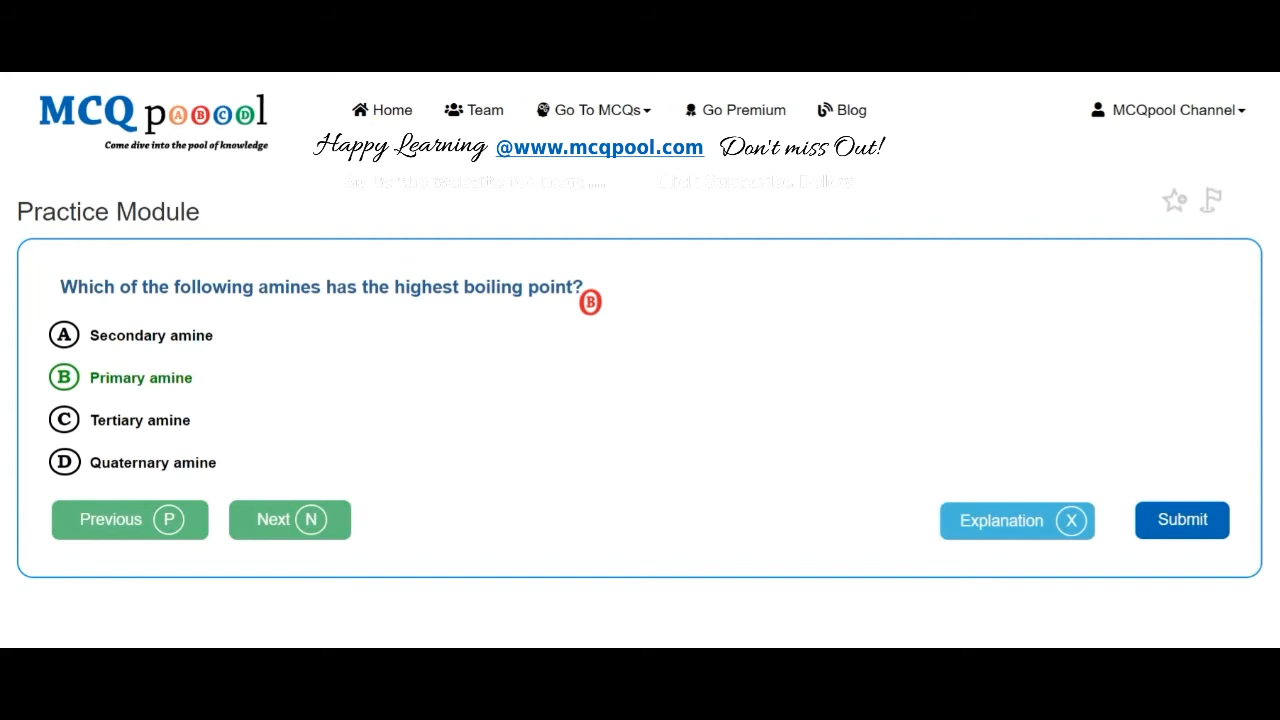 MCQ pⒶⒷⒸⒹl
Come dive into the pool of knowledge
Home Team Go To MCQs Go Premium Blog MCQpool Channel
Happy Learning @www.mcqpool.com Don't miss Out!
Practice Module
Which of the following amines has the highest boiling point?
B
A Secondary amine
B Primary amine
C Tertiary amine
D Quaternary amine
Previous P Next N Explanation X Submit